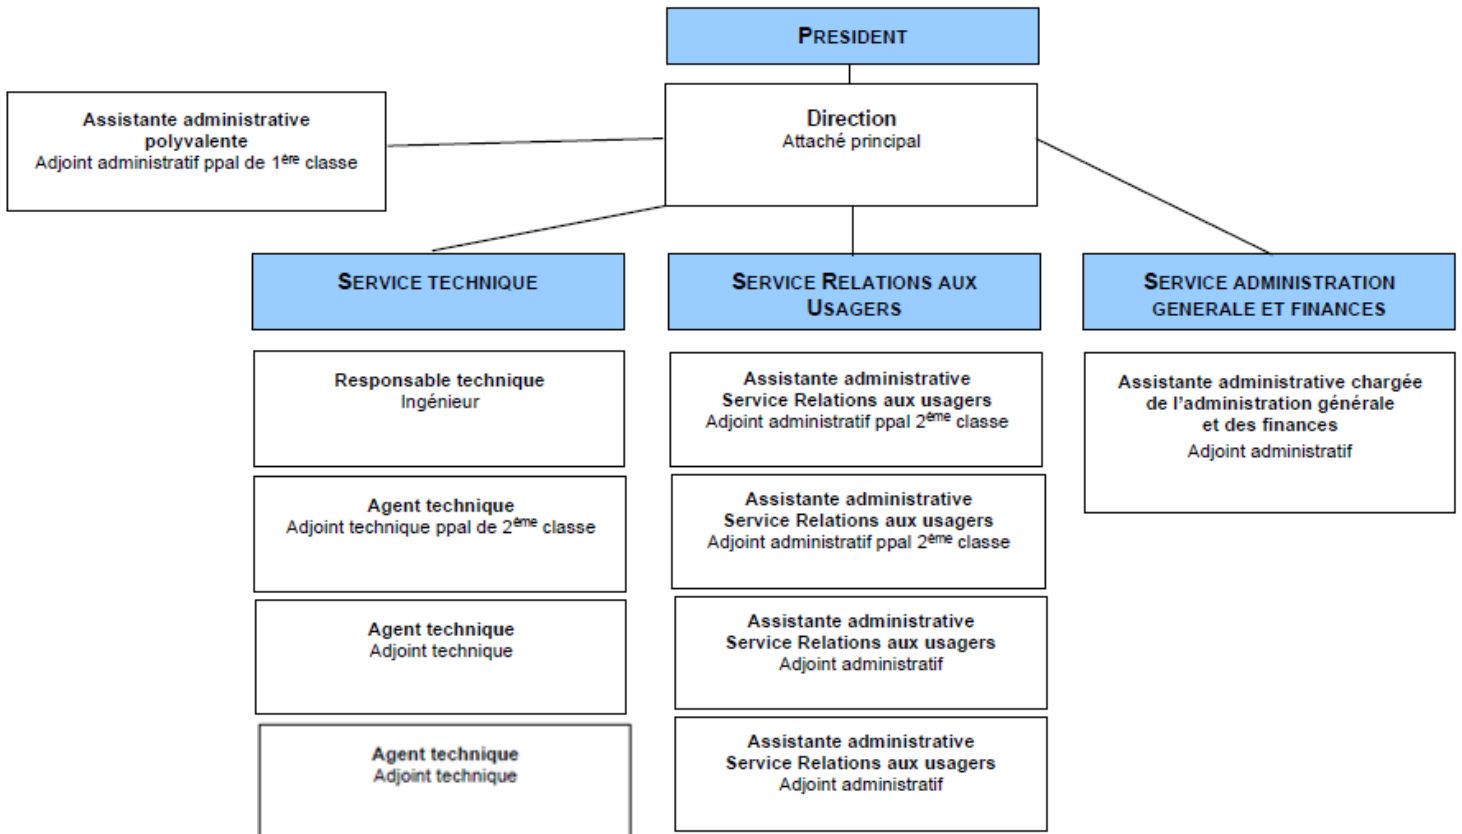 PRESIDENT
Direction
Attaché principal
Assistante administrative
polyvalente
Adjoint administratif ppal de 1ère classe
SERVICE TECHNIQUE
Responsable technique
Ingénieur
Agent technique
Adjoint technique ppal de 2ème classe
Agent technique
Adjoint technique
Agent technique
Adjoint technique
SERVICE RELATIONS AUX
USAGERS
Assistante administrative
Service Relations aux usagers
Adjoint administratif ppal 2ème classe
Assistante administrative
Service Relations aux usagers
Adjoint administratif ppal 2ème classe
Assistante administrative
Service Relations aux usagers
Adjoint administratif
Assistante administrative
Service Relations aux usagers
Adjoint administratif
SERVICE ADMINISTRATION
GENERALE ET FINANCES
Assistante administrative chargée
de l'administration générale
et des finances
Adjoint administratif